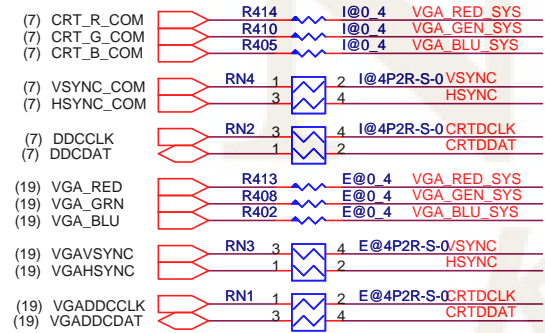 (7) CRT_R_COM R414 I@0_4 VGA_RED_SYS
(7) CRT_G_COM R410 I@0_4 VGA_GEN_SYS
(7) CRT_B_COM R405 I@0_4 VGA_BLU_SYS
(7) VSYNC_COM RN4 1 2 I@4P2R-S-0 VSYNC
(7) HSYNC_COM 3 4 HSYNC
(7) DDCCLK RN2 3 4 I@4P2R-S-0 CRTDCLK
(7) DDCDAT 1 2 CRTDDAT
(19) VGA_RED R413 E@0_4 VGA_RED_SYS
(19) VGA_GRN R408 E@0_4 VGA_GEN_SYS
(19) VGA_BLU R402 E@0_4 VGA_BLU_SYS
(19) VGAVSYNC RN3 3 4 E@4P2R-S-0 VSYNC
(19) VGAHSYNC 1 2 HSYNC
(19) VGADDCCLK RN1 1 2 E@4P2R-S-0 CRTDCLK
(19) VGADDCDAT 3 4 CRTDDAT